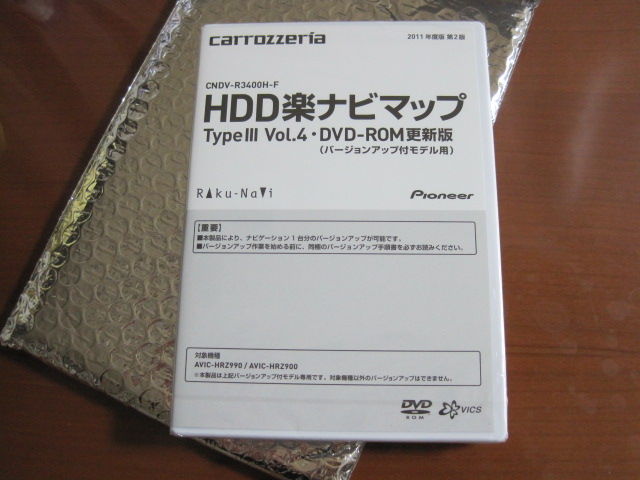 carrozzeria
2011年度版 第2版
CNDV-R3400H-F
HDD楽ナビマップ
TypeⅢ Vol.4・DVD-ROM更新版
(バージョンアップ付モデル用)
Raku-Navi
Pioneer
【重要】
■本製品により、ナビゲーション1台分のバージョンアップが可能です。
■バージョンアップ作業を始める前に、同梱のバージョンアップ手順書を必ずお読みください。
対象機種
AVIC-HRZ990 / AVIC-HRZ900
※本製品は上記バージョンアップ付モデル専用です。対象機種以外のバージョンアップはできません。
DVD
ROM
VICS